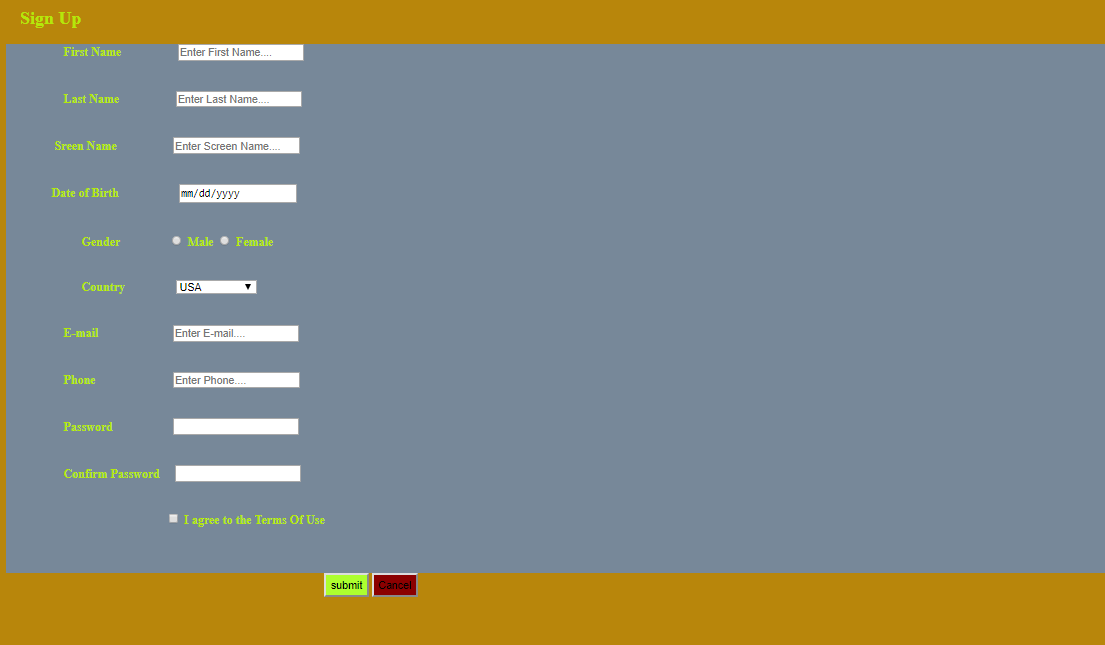 Sign Up
First Name Enter First Name....
Last Name Enter Last Name....
Sreen Name Enter Screen Name....
Date of Birth mm/dd/yyyy
Gender Male Female
Country USA
E-mail Enter E-mail....
Phone Enter Phone....
Password
Confirm Password
I agree to the Terms Of Use
submit Cancel